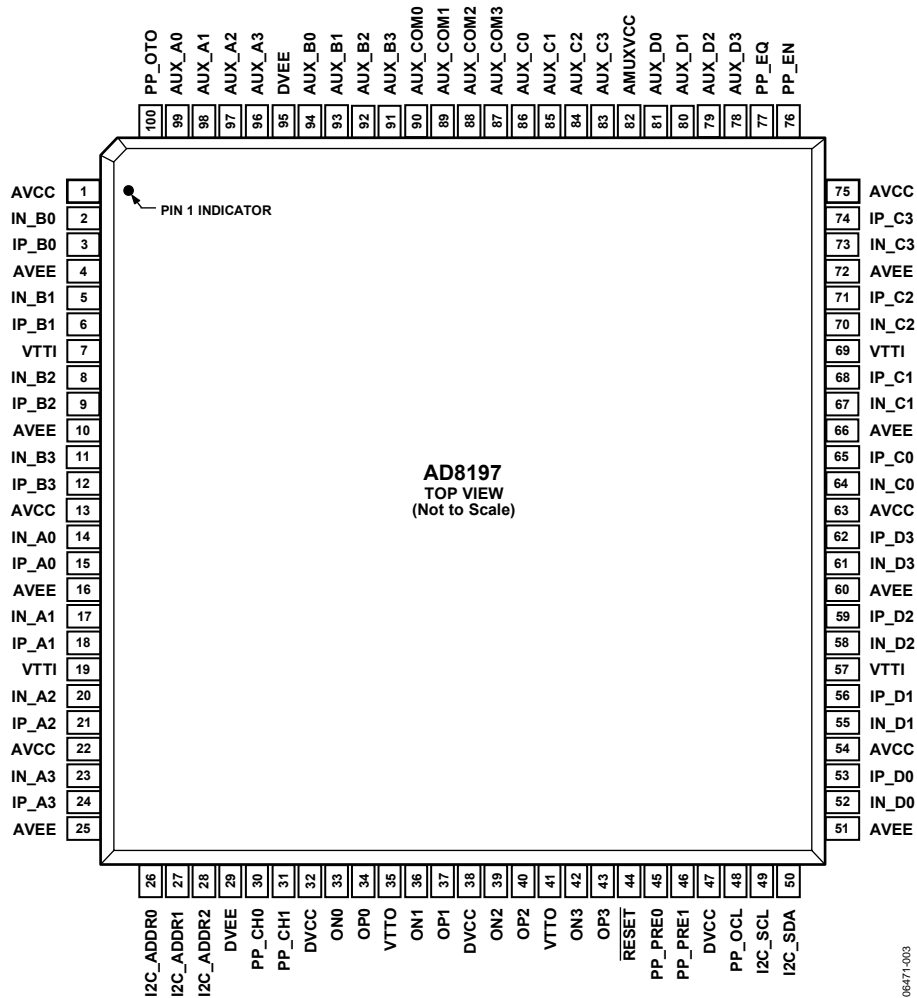 PP_OTO
AUX_A0
AUX_A1
AUX_A2
AUX_A3
DVEE
AUX_B0
AUX_B1
AUX_B2
AUX_B3
AUX_COM0
AUX_COM1
AUX_COM2
AUX_COM3
AUX_C0
AUX_C1
AUX_C2
AUX_C3
AMUXVCC
AUX_D0
AUX_D1
AUX_D2
AUX_D3
PP_EQ
PP_EN
100 99 98 97 96 95 94 93 92 91 90 89 88 87 86 85 84 83 82 81 80 79 78 77 76
AVCC 1
IN_B0 2
IP_B0 3
AVEE 4
IN_B1 5
IP_B1 6
VTTI 7
IN_B2 8
IP_B2 9
AVEE 10
IN_B3 11
IP_B3 12
AVCC 13
IN_A0 14
IP_A0 15
AVEE 16
IN_A1 17
IP_A1 18
VTTI 19
IN_A2 20
IP_A2 21
AVCC 22
IN_A3 23
IP_A3 24
AVEE 25
PIN 1 INDICATOR
AD8197
TOP VIEW
(Not to Scale)
75 AVCC
74 IP_C3
73 IN_C3
72 AVEE
71 IP_C2
70 IN_C2
69 VTTI
68 IP_C1
67 IN_C1
66 AVEE
65 IP_C0
64 IN_C0
63 AVCC
62 IP_D3
61 IN_D3
60 AVEE
59 IP_D2
58 IN_D2
57 VTTI
56 IP_D1
55 IN_D1
54 AVCC
53 IP_D0
52 IN_D0
51 AVEE
26 27 28 29 30 31 32 33 34 35 36 37 38 39 40 41 42 43 44 45 46 47 48 49 50
I2C_ADDR0
I2C_ADDR1
I2C_ADDR2
DVEE
PP_CH0
PP_CH1
DVCC
ON0
OP0
VTTO
ON1
OP1
DVCC
ON2
OP2
VTTO
ON3
OP3
RESET
PP_PRE0
PP_PRE1
DVCC
PP_OCL
I2C_SCL
I2C_SDA
06471-003